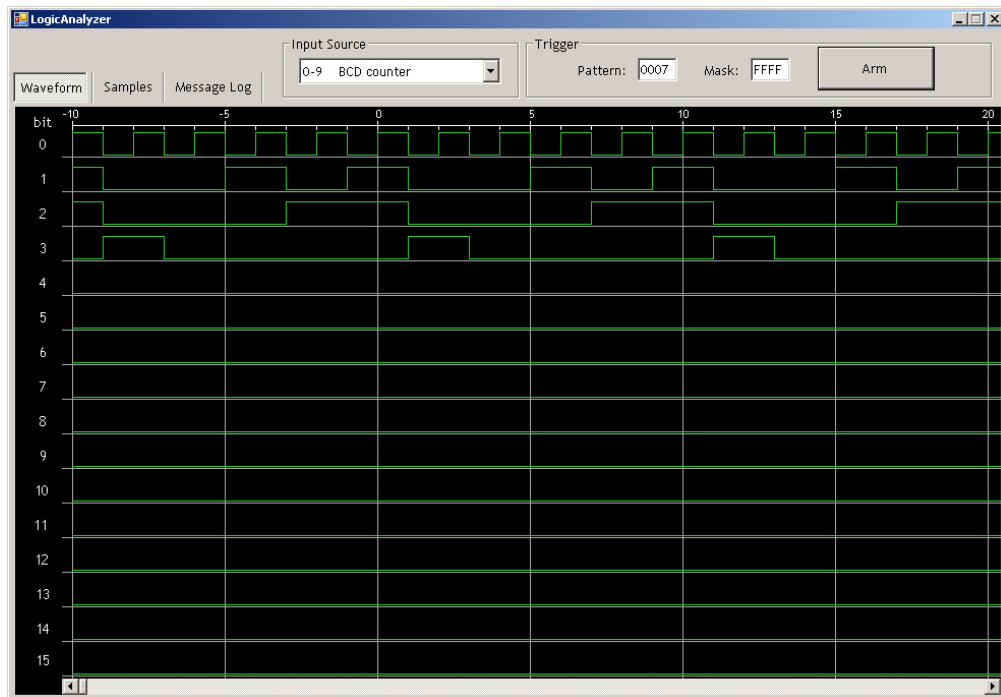 LogicAnalyzer
Input Source
0-9 BCD counter
Trigger
Pattern: 0007 Mask: FFFF Arm
Waveform Samples Message Log
bit -10 -5 0 5 10 15 20
0
1
2
3
4
5
6
7
8
9
10
11
12
13
14
15